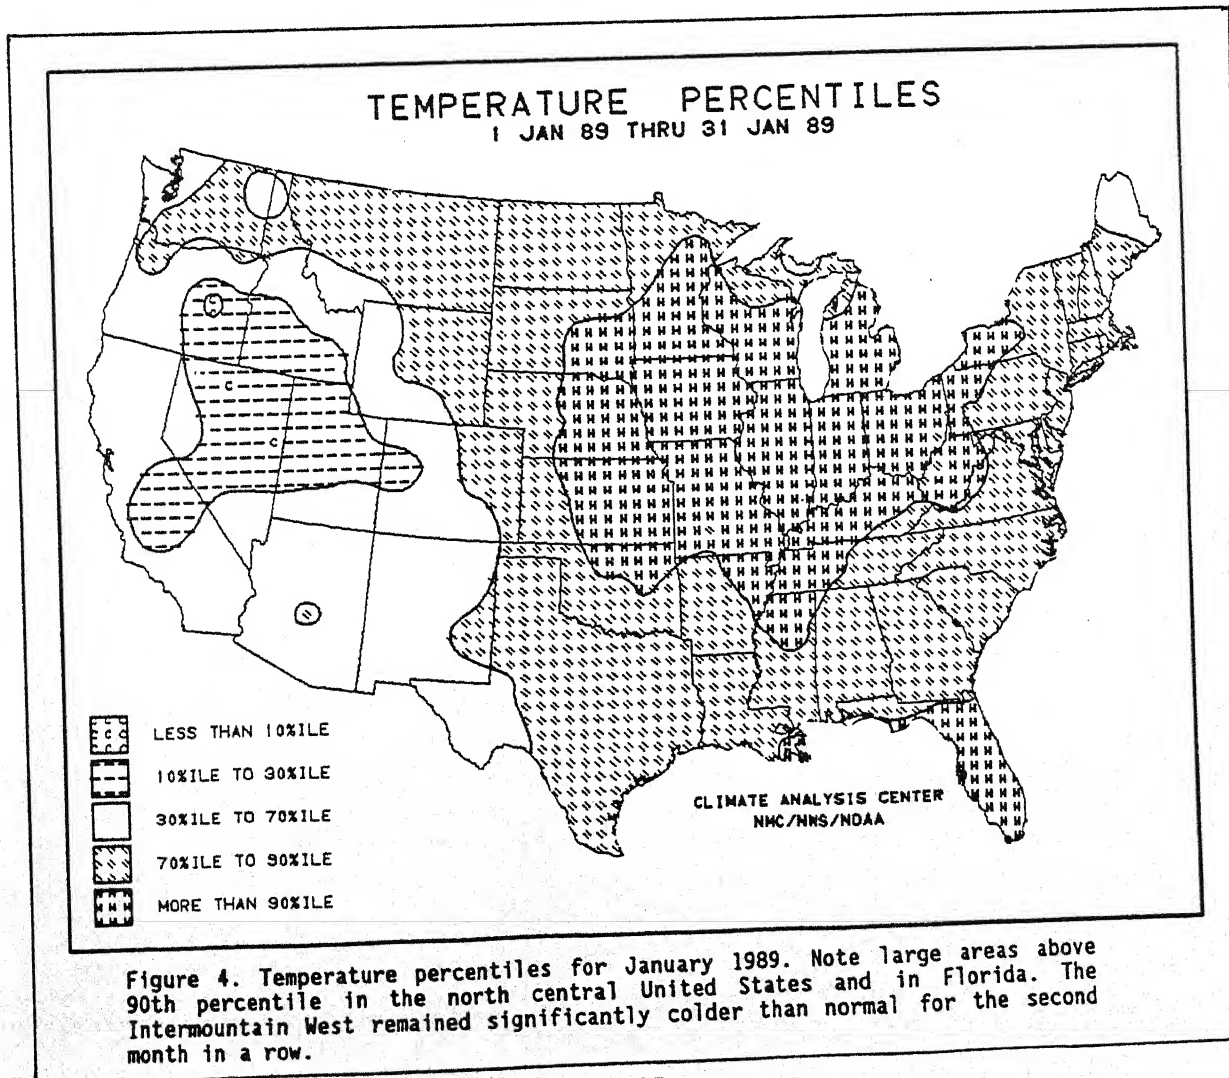 TEMPERATURE PERCENTILES
1 JAN 89 THRU 31 JAN 89
C
C
C
LESS THAN 10%ILE
10%ILE TO 30%ILE
30%ILE TO 70%ILE
70%ILE TO 90%ILE
MORE THAN 90%ILE
CLIMATE ANALYSIS CENTER
NMC/NWS/NOAA
Figure 4. Temperature percentiles for January 1989. Note large areas above
90th percentile in the north central United States and in Florida. The
Intermountain West remained significantly colder than normal for the second
month in a row.